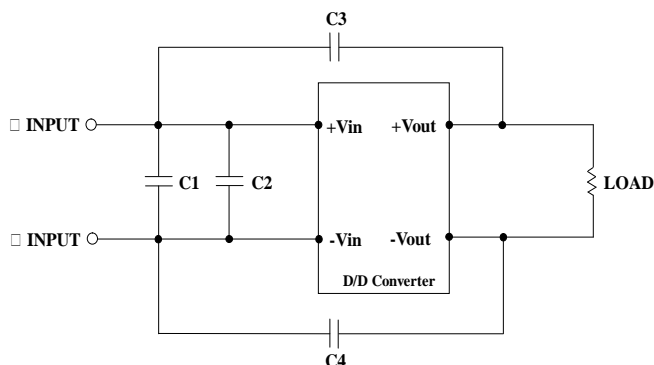 C3
□ INPUT
+Vin
+Vout
C1
C2
LOAD
□ INPUT
-Vin
-Vout
D/D Converter
C4